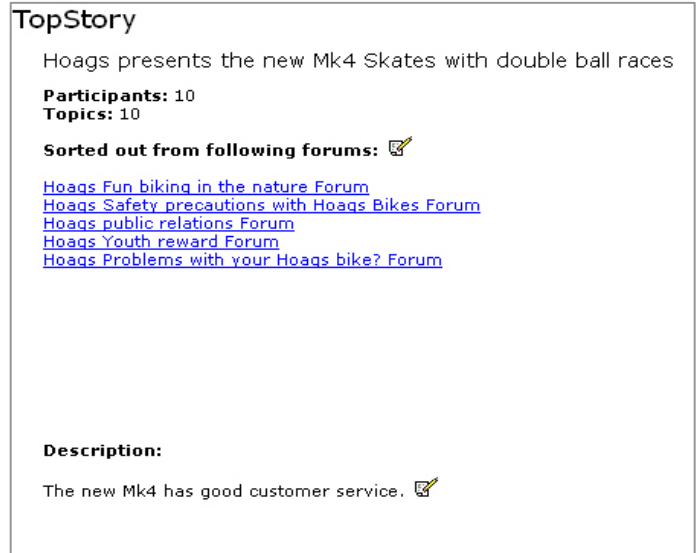 TopStory
Hoags presents the new Mk4 Skates with double ball races
Participants: 10
Topics: 10
Sorted out from following forums:
Hoags Fun biking in the nature Forum
Hoags Safety precautions with Hoags Bikes Forum
Hoags public relations Forum
Hoags Youth reward Forum
Hoags Problems with your Hoags bike? Forum
Description:
The new Mk4 has good customer service.